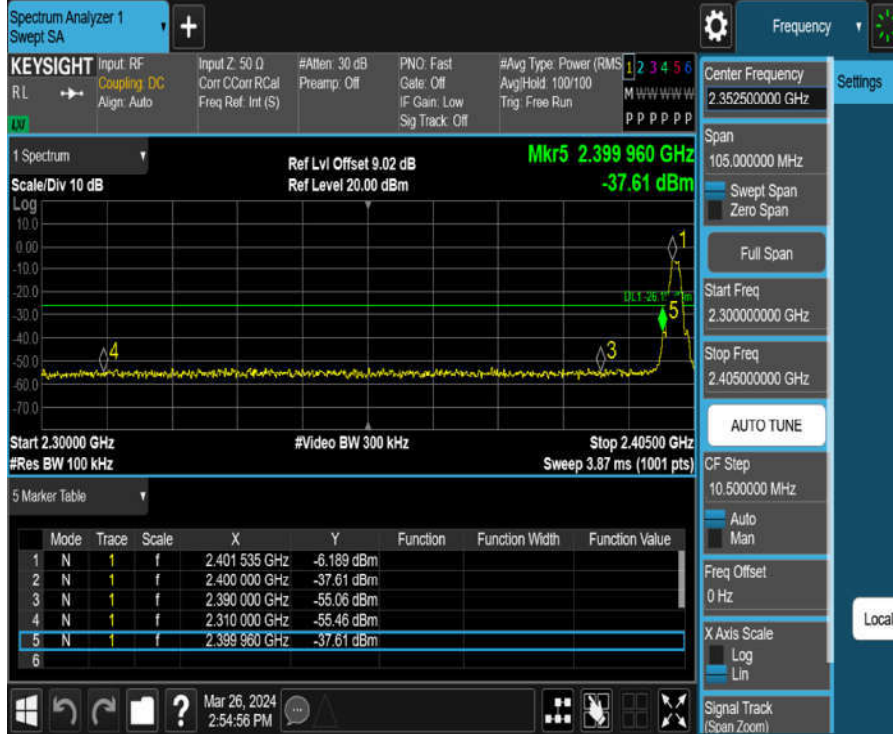 Spectrum Analyzer 1
Swept SA
+
Frequency
KEYSIGHT
RL
Input: RF
Coupling: DC
Align: Auto
Input Z: 50 Ω
Corr CCorr RCal
Freq Ref: Int (S)
#Atten: 30 dB
Preamp: Off
PNO: Fast
Gate: Off
IF Gain: Low
Sig Track: Off
#Avg Type: Power (RMS
Avg|Hold: 100/100
Trig: Free Run
1 2 3 4 5 6
M W W W W W
P P P P P P
1 Spectrum
Scale/Div 10 dB
Ref Lvl Offset 9.02 dB
Ref Level 20.00 dBm
Mkr5 2.399 960 GHz
-37.61 dBm
Log
10.0
0.00
-10.0
-20.0
-30.0
-40.0
-50.0
-60.0
-70.0
1
5
4
3
Start 2.30000 GHz
#Video BW 300 kHz
Stop 2.40500 GHz
#Res BW 100 kHz
Sweep 3.87 ms (1001 pts)
5 Marker Table
Mode Trace Scale X Y Function Function Width Function Value
1 N 1 f 2.401 535 GHz -6.189 dBm
2 N 1 f 2.400 000 GHz -37.61 dBm
3 N 1 f 2.390 000 GHz -55.06 dBm
4 N 1 f 2.310 000 GHz -55.46 dBm
5 N 1 f 2.399 960 GHz -37.61 dBm
6
?
Mar 26, 2024
2:54:56 PM
Center Frequency
2.352500000 GHz
Settings
Span
105.000000 MHz
Swept Span
Zero Span
Full Span
Start Freq
2.300000000 GHz
Stop Freq
2.405000000 GHz
AUTO TUNE
CF Step
10.500000 MHz
Auto
Man
Freq Offset
0 Hz
Local
X Axis Scale
Log
Lin
Signal Track
(Span Zoom)